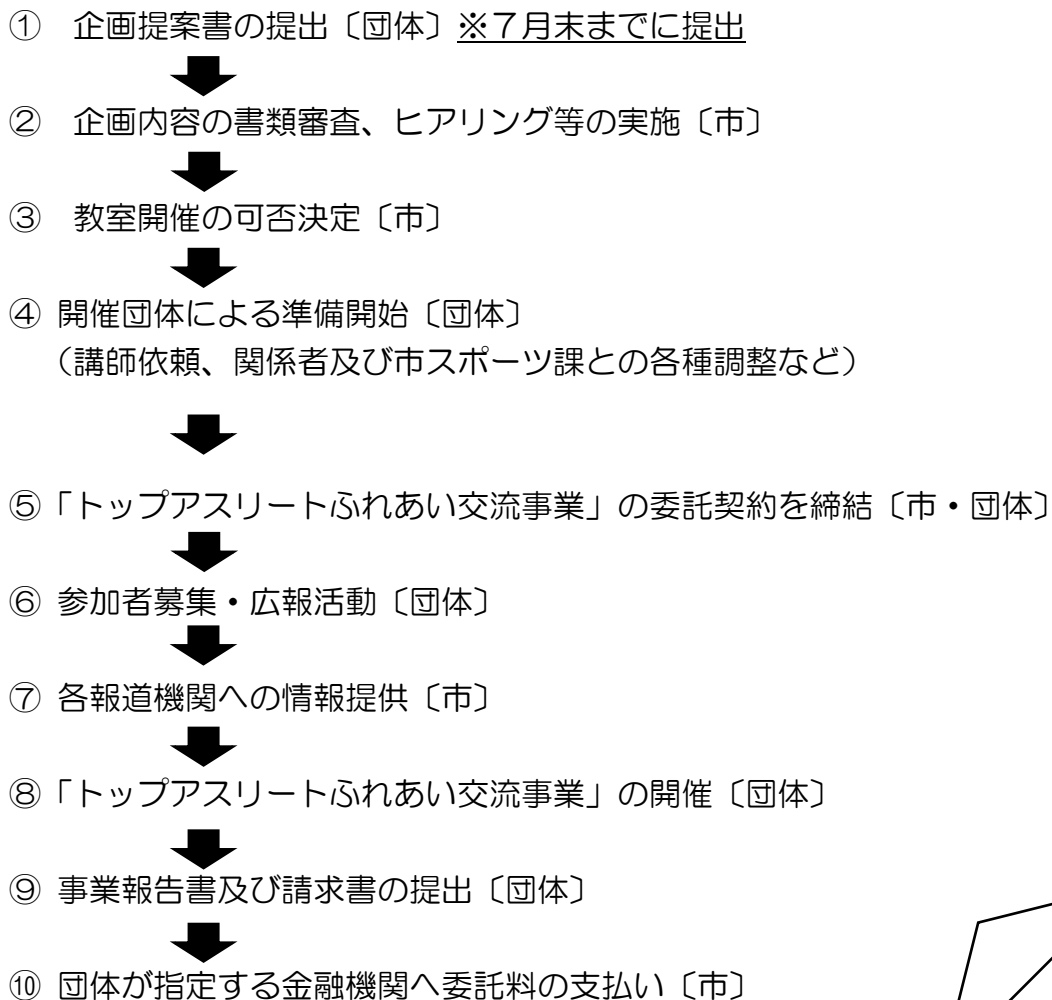 ① 企画提案書の提出〔団体〕※7月末までに提出
② 企画内容の書類審査、ヒアリング等の実施〔市〕
③ 教室開催の可否決定〔市〕
④ 開催団体による準備開始〔団体〕
（講師依頼、関係者及び市スポーツ課との各種調整など）
⑤「トップアスリートふれあい交流事業」の委託契約を締結〔市・団体〕
⑥ 参加者募集・広報活動〔団体〕
⑦ 各報道機関への情報提供〔市〕
⑧「トップアスリートふれあい交流事業」の開催〔団体〕
⑨ 事業報告書及び請求書の提出〔団体〕
⑩ 団体が指定する金融機関へ委託料の支払い〔市〕